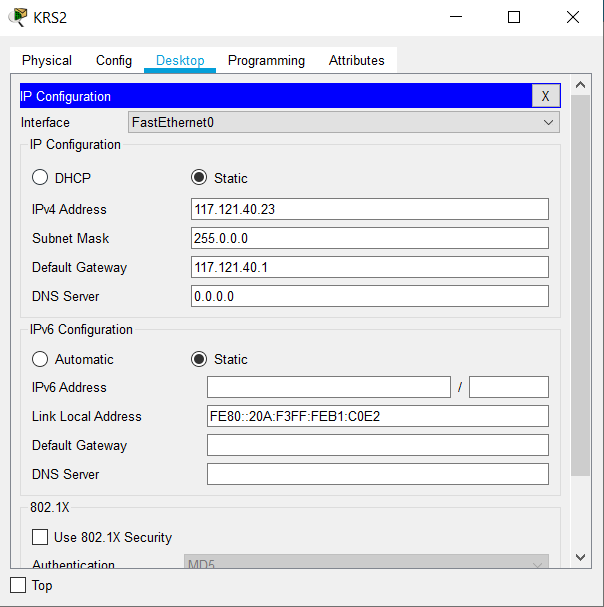 KRS2
Physical Config Desktop Programming Attributes
IP Configuration X
Interface FastEthernet0
IP Configuration
DHCP Static
IPv4 Address 117.121.40.23
Subnet Mask 255.0.0.0
Default Gateway 117.121.40.1
DNS Server 0.0.0.0
IPv6 Configuration
Automatic Static
IPv6 Address /
Link Local Address FE80::20A:F3FF:FEB1:C0E2
Default Gateway
DNS Server
802.1X
Use 802.1X Security
Authentication MD5
Top